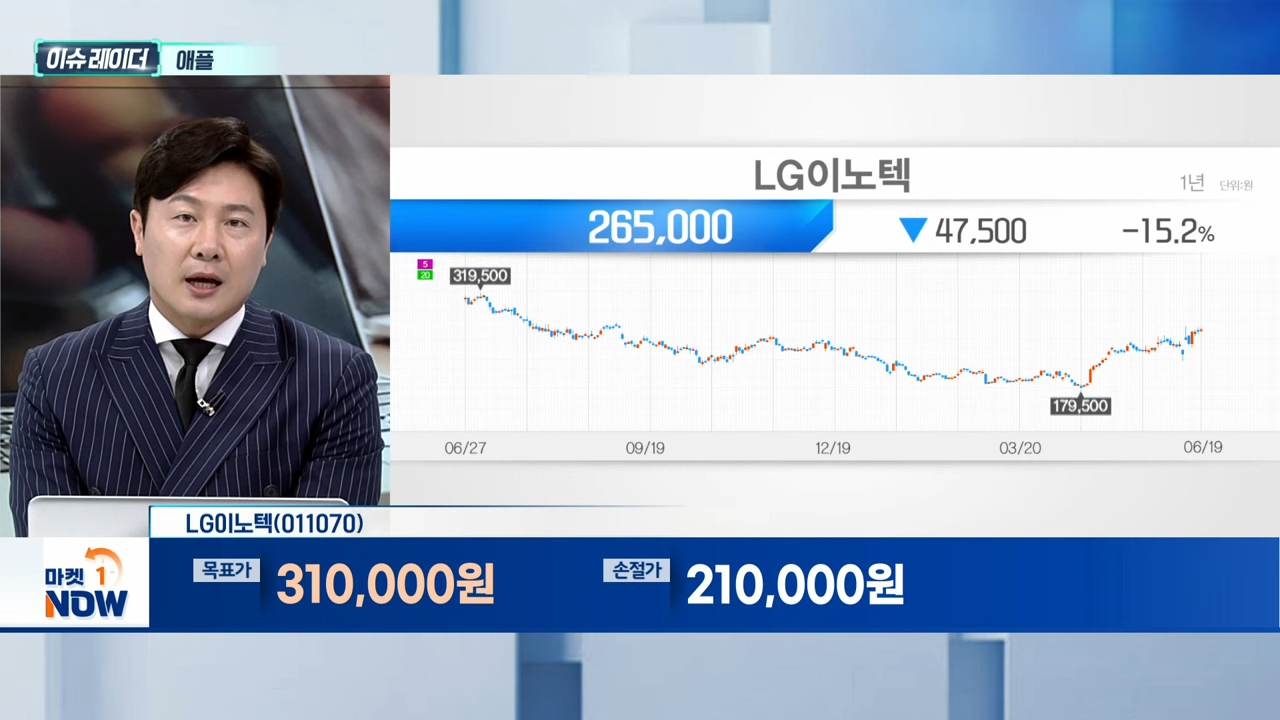 이슈 레이더 애플
LG이노텍
1년 단위:원
265,000 ▼ 47,500 -15.2%
5
20
319,500
179,500
06/27 09/19 12/19 03/20 06/19
LG이노텍(011070)
마켓 1
NOW
목표가 310,000원 손절가 210,000원